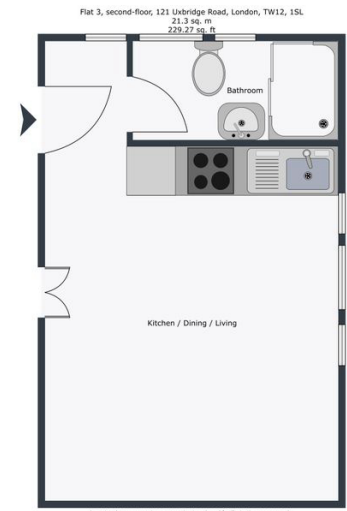 Flat 3, second-floor, 121 Uxbridge Road, London, TW12, 1SL
21.3 sq. m
229.27 sq. ft
Bathroom
Kitchen / Dining / Living